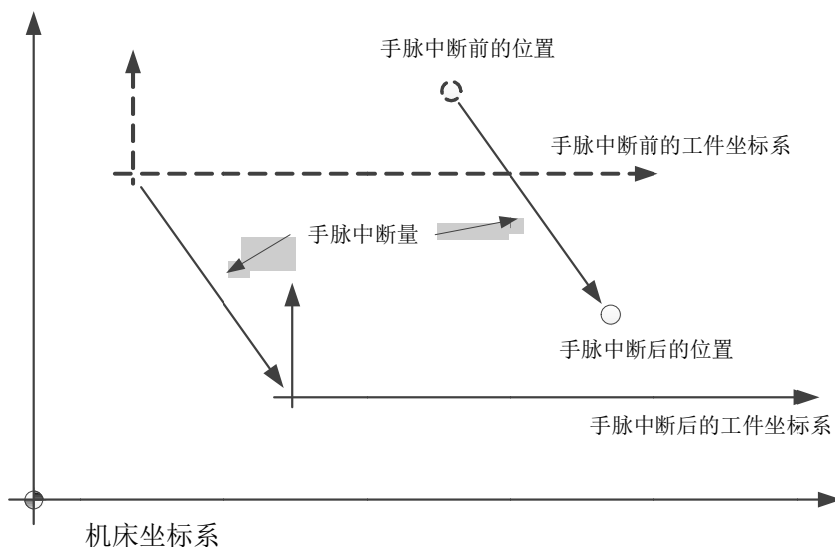 手脉中断前的位置
手脉中断前的工件坐标系
手脉中断量
手脉中断后的位置
手脉中断后的工件坐标系
机床坐标系